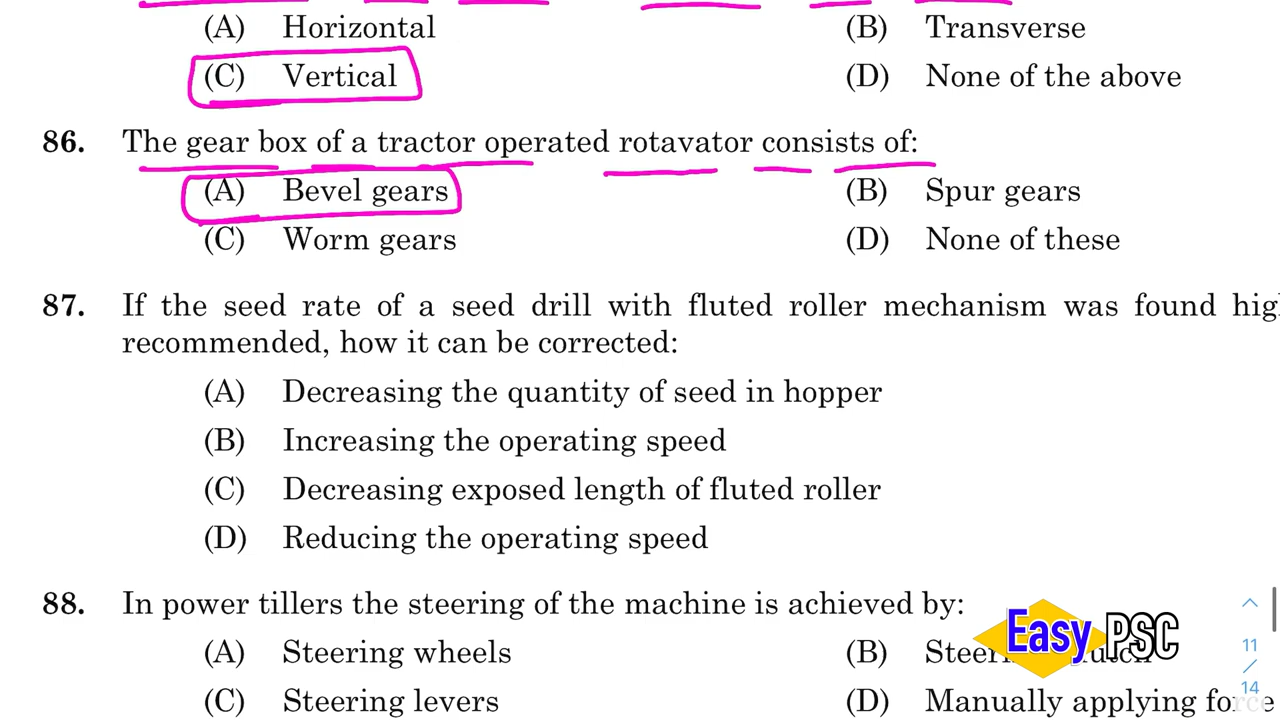 (A) Horizontal (B) Transverse
(C) Vertical (D) None of the above
86. The gear box of a tractor operated rotavator consists of:
(A) Bevel gears (B) Spur gears
(C) Worm gears (D) None of these
87. If the seed rate of a seed drill with fluted roller mechanism was found
recommended, how it can be corrected:
(A) Decreasing the quantity of seed in hopper
(B) Increasing the operating speed
(C) Decreasing exposed length of fluted roller
(D) Reducing the operating speed
88. In power tillers the steering of the machine is achieved by:
(A) Steering wheels (B)
(C) Steering levers (D) Manually applying force
Easy PSC
11
/
14